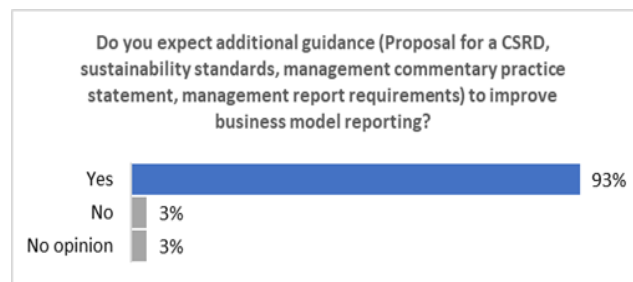 Do you expect additional guidance (Proposal for a CSRD,
sustainability standards, management commentary practice
statement, management report requirements) to improve
business model reporting?
Yes 93%
No 3%
No opinion 3%